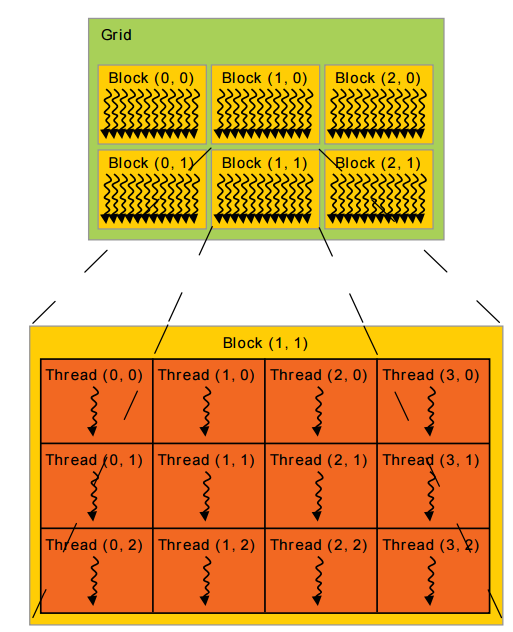 Grid
Block (0, 0) Block (1, 0) Block (2, 0)
Block (0, 1) Block (1, 1) Block (2, 1)
Block (1, 1)
Thread (0, 0) Thread (1, 0) Thread (2, 0) Thread (3, 0)
Thread (0, 1) Thread (1, 1) Thread (2, 1) Thread (3, 1)
Thread (0, 2) Thread (1, 2) Thread (2, 2) Thread (3, 2)